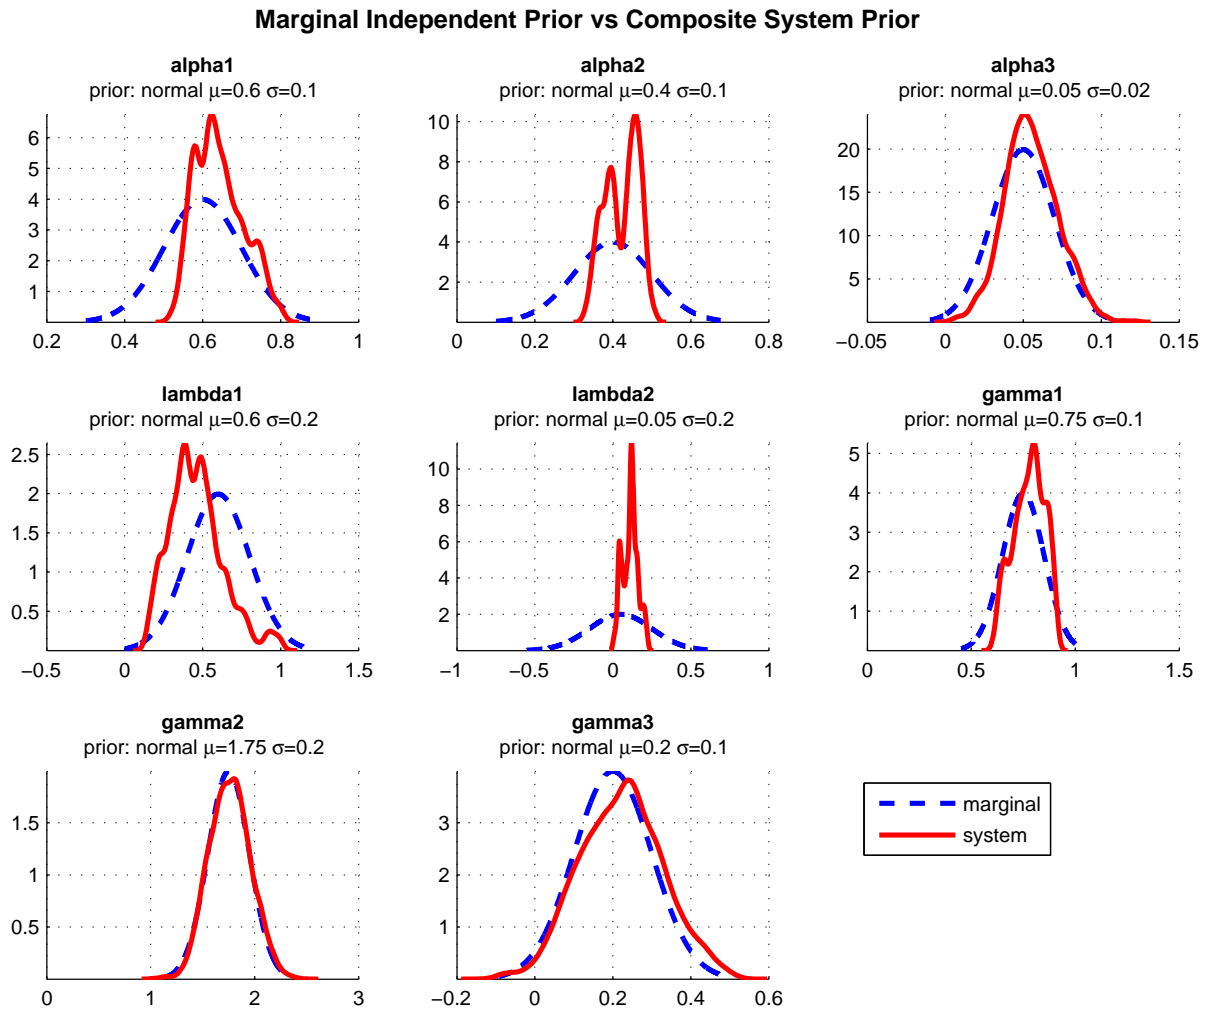 Marginal Independent Prior vs Composite System Prior
alpha1
prior: normal μ=0.6 σ=0.1
6
5
4
3
2
1
0.2 0.4 0.6 0.8 1
alpha2
prior: normal μ=0.4 σ=0.1
10
8
6
4
2
0 0.2 0.4 0.6 0.8
alpha3
prior: normal μ=0.05 σ=0.02
20
15
10
5
−0.05 0 0.05 0.1 0.15
lambda1
prior: normal μ=0.6 σ=0.2
2.5
2
1.5
1
0.5
−0.5 0 0.5 1 1.5
lambda2
prior: normal μ=0.05 σ=0.2
10
8
6
4
2
−1 −0.5 0 0.5 1
gamma1
prior: normal μ=0.75 σ=0.1
5
4
3
2
1
0 0.5 1 1.5
gamma2
prior: normal μ=1.75 σ=0.2
1.5
1
0.5
0 1 2 3
gamma3
prior: normal μ=0.2 σ=0.1
3
2
1
−0.2 0 0.2 0.4 0.6
marginal
system